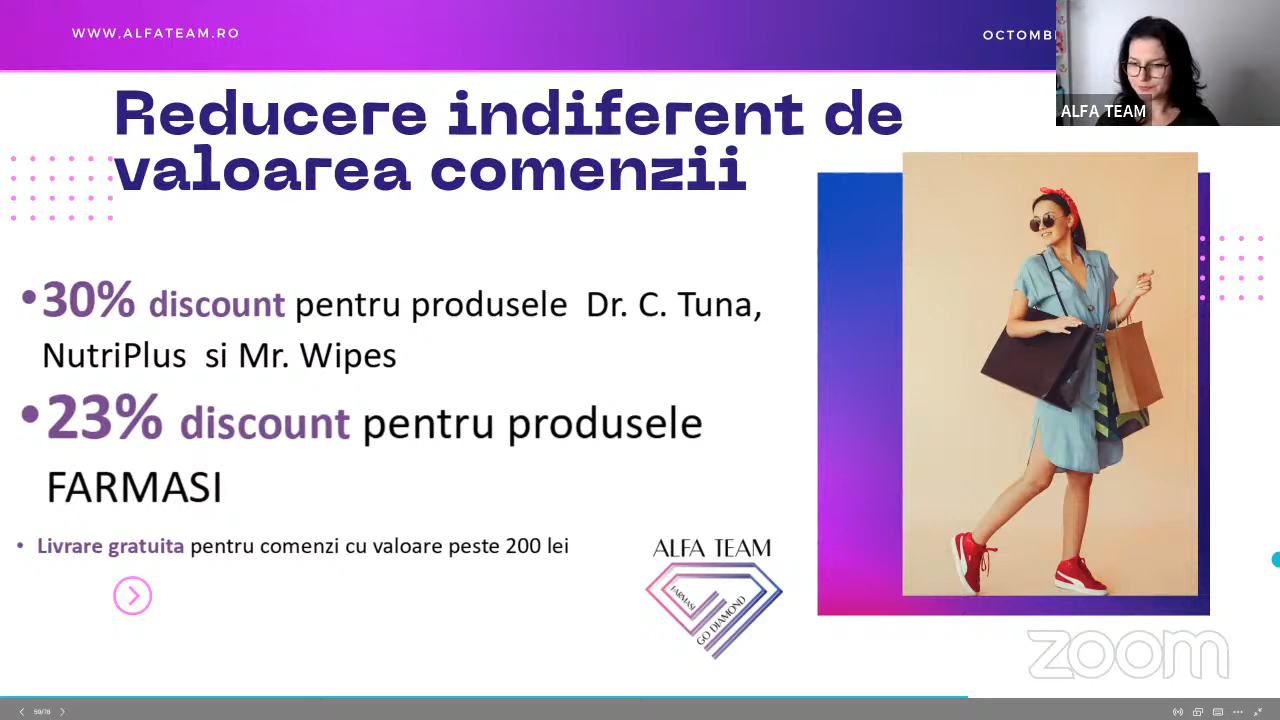 WWW.ALFATEAM.RO
ALFA TEAM
Reducere indiferent de
valoarea comenzii
•30% discount pentru produsele Dr. C. Tuna,
NutriPlus si Mr. Wipes
•23% discount pentru produsele
FARMASI
• Livrare gratuita pentru comenzi cu valoare peste 200 lei
ALFA TEAM
FARMASI
GO DIAMOND
zoom
59/76